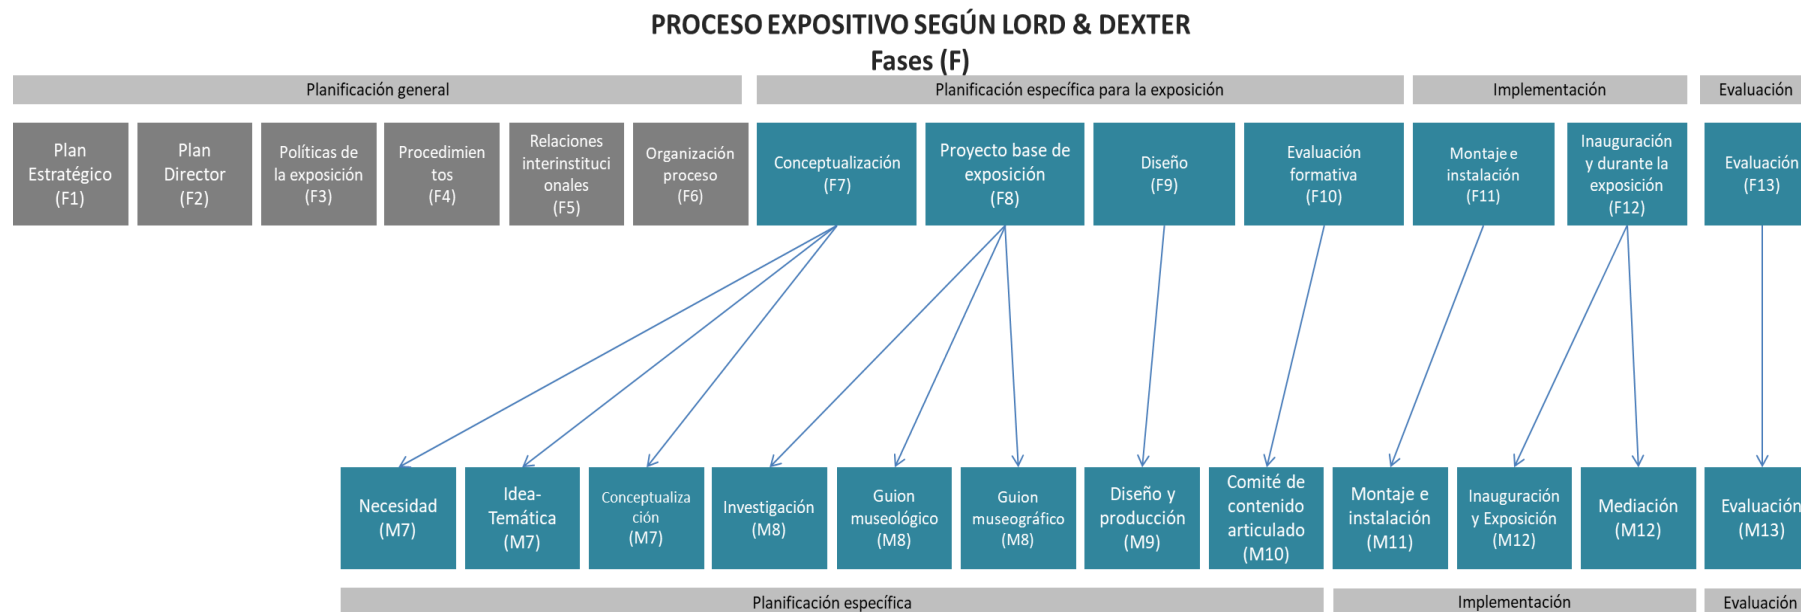 PROCESO EXPOSITIVO SEGÚN LORD & DEXTER
Fases (F)
Planificación general
Planificación específica para la exposición
Implementación
Evaluación
Plan
Estratégico
(F1)
Plan
Director
(F2)
Políticas de
la exposición
(F3)
Procedimien
tos
(F4)
Relaciones
interinstituci
onales
(F5)
Organización
proceso
(F6)
Conceptualización
(F7)
Proyecto base de
exposición
(F8)
Diseño
(F9)
Evaluación
formativa
(F10)
Montaje e
instalación
(F11)
Inauguración
y durante la
exposición
(F12)
Evaluación
(F13)
Necesidad
(M7)
Idea-
Temática
(M7)
Conceptualiza
ción
(M7)
Investigación
(M8)
Guion
museológico
(M8)
Guion
museográfico
(M8)
Diseño y
producción
(M9)
Comité de
contenido
articulado
(M10)
Montaje e
instalación
(M11)
Inauguración
y Exposición
(M12)
Mediación
(M12)
Evaluación
(M13)
Planificación específica
Implementación
Evaluación